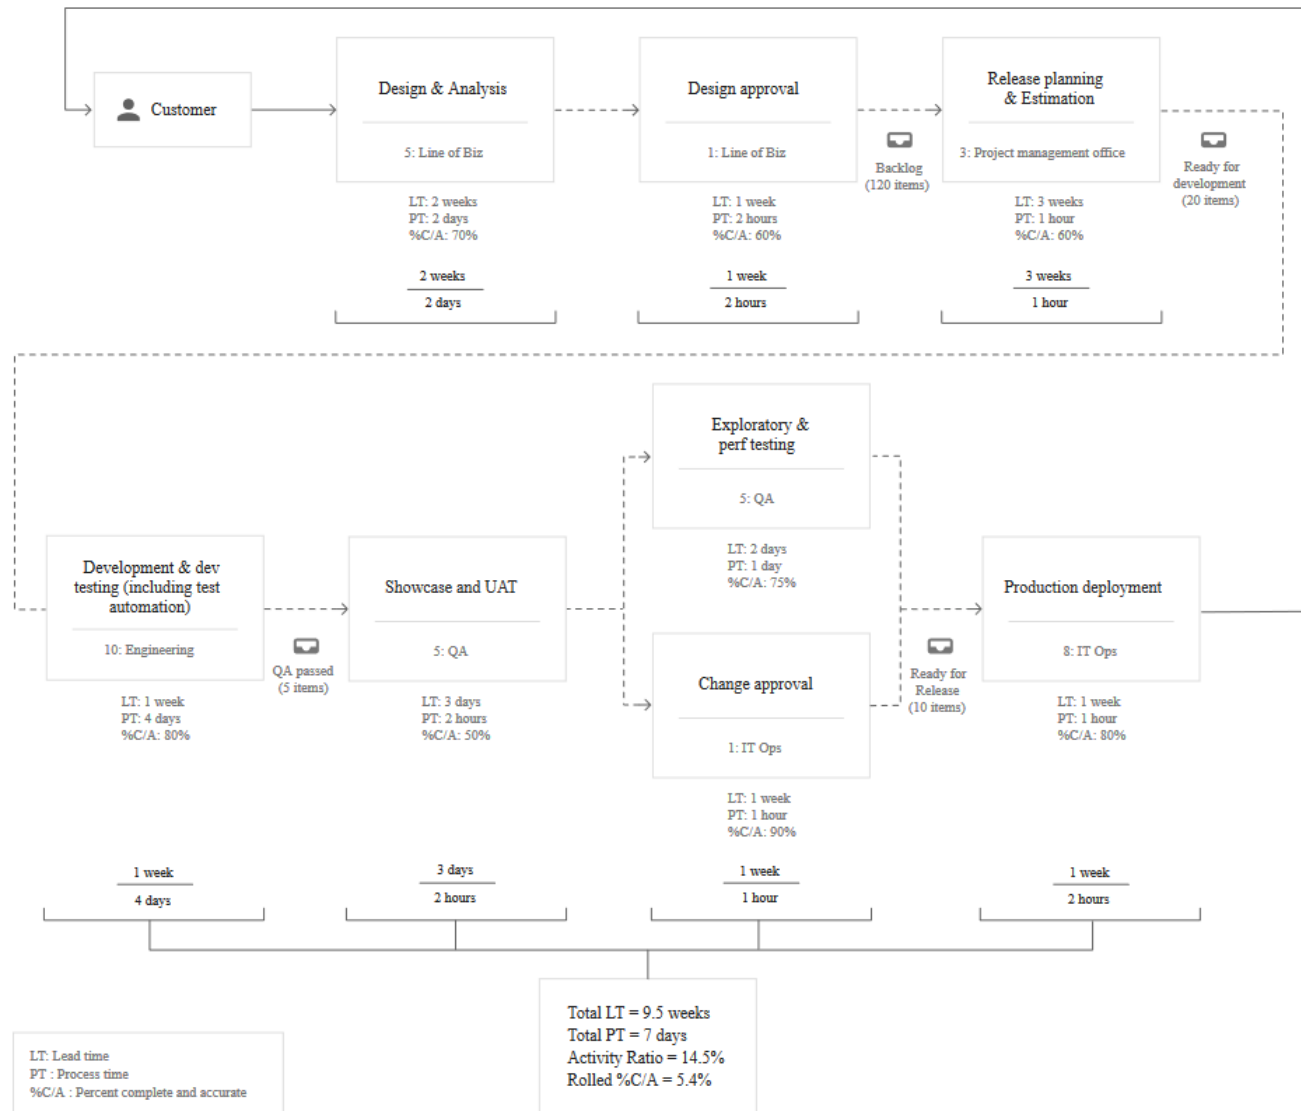 Customer
Design & Analysis
5: Line of Biz
LT: 2 weeks
PT: 2 days
%C/A: 70%
2 weeks
2 days
Design approval
1: Line of Biz
LT: 1 week
PT: 2 hours
%C/A: 60%
1 week
2 hours
Backlog
(120 items)
Release planning
& Estimation
3: Project management office
LT: 3 weeks
PT: 1 hour
%C/A: 60%
3 weeks
1 hour
Ready for
development
(20 items)
Development & dev
testing (including test
automation)
10: Engineering
LT: 1 week
PT: 4 days
%C/A: 80%
1 week
4 days
QA passed
(5 items)
Showcase and UAT
5: QA
LT: 3 days
PT: 2 hours
%C/A: 50%
3 days
2 hours
Exploratory &
perf testing
5: QA
LT: 2 days
PT: 1 day
%C/A: 75%
Change approval
1: IT Ops
LT: 1 week
PT: 1 hour
%C/A: 90%
1 week
1 hour
Ready for
Release
(10 items)
Production deployment
8: IT Ops
LT: 1 week
PT: 1 hour
%C/A: 80%
1 week
2 hours
Total LT = 9.5 weeks
Total PT = 7 days
Activity Ratio = 14.5%
Rolled %C/A = 5.4%
LT: Lead time
PT : Process time
%C/A : Percent complete and accurate